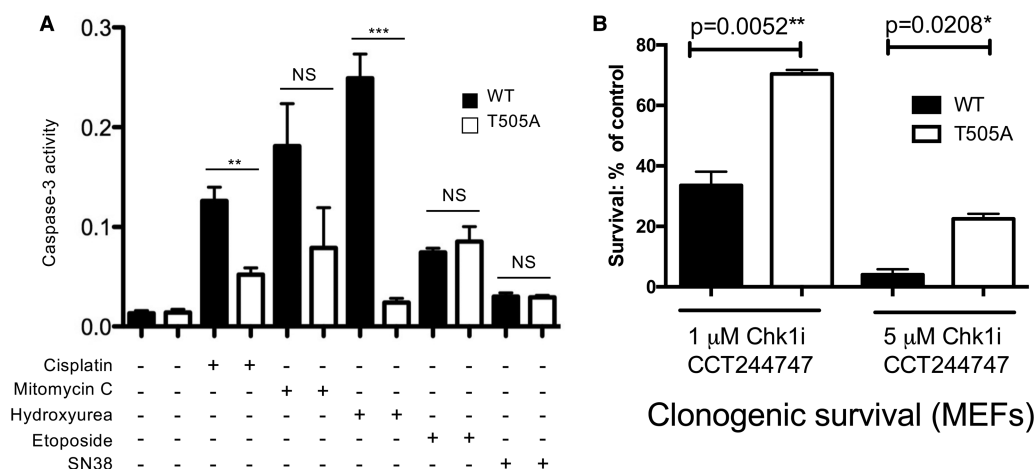 A
0.3
0.2
0.1
0.0
Caspase-3 activity
**
NS
***
NS
NS
WT
T505A
Cisplatin - - + + - - - - - - - -
Mitomycin C - - - - + + - - - - - -
Hydroxyurea - - - - - - + + - - - -
Etoposide - - - - - - - - + + - -
SN38 - - - - - - - - - - + +
B
p=0.0052**
p=0.0208*
80
60
40
20
0
Survival: % of control
WT
T505A
1 µM Chk1i
CCT244747
5 µM Chk1i
CCT244747
Clonogenic survival (MEFs)